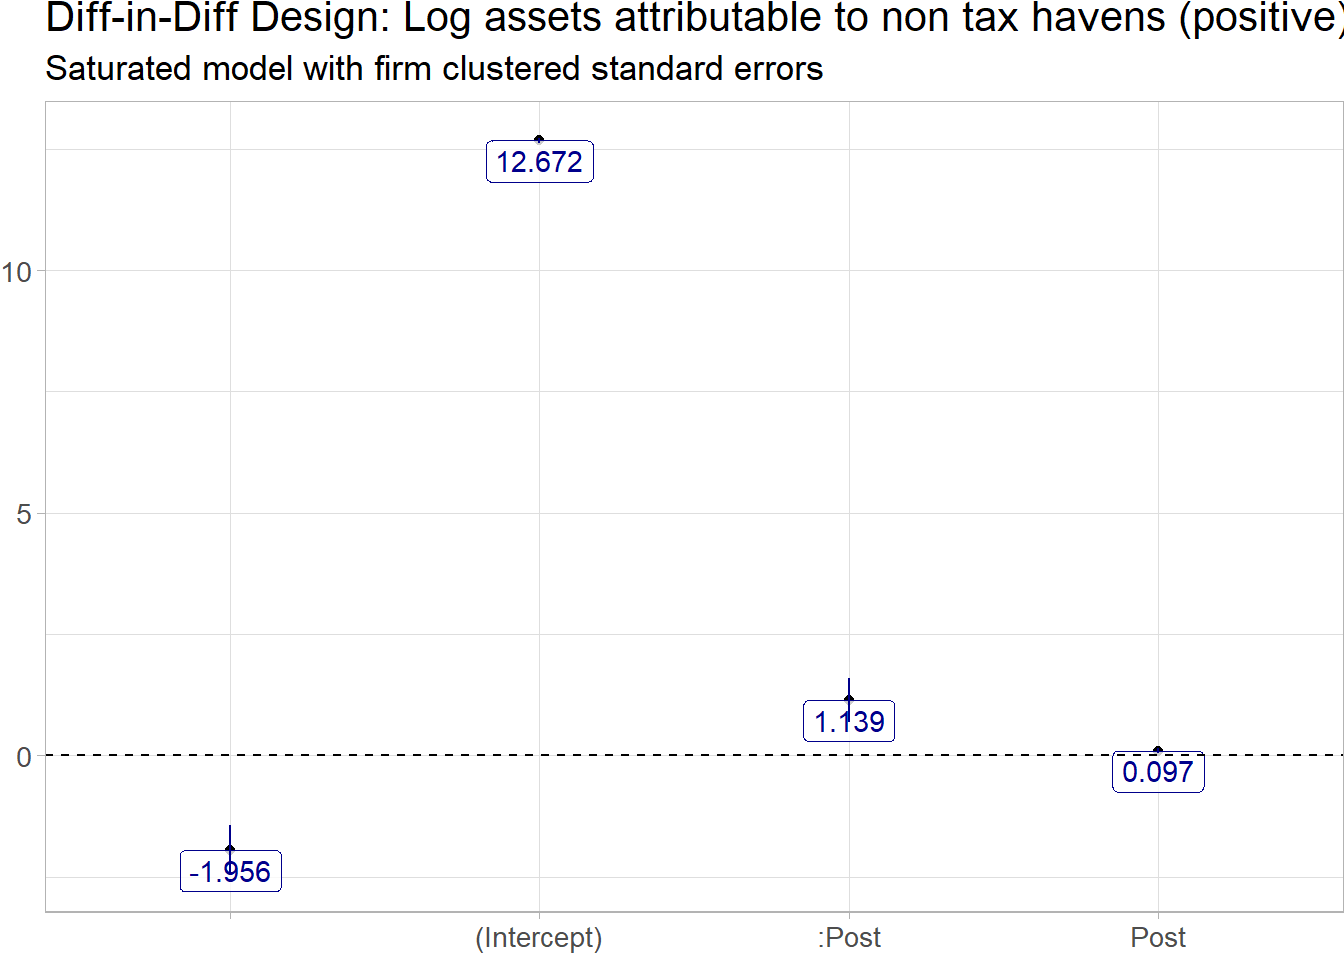 Diff-in-Diff Design: Log assets attributable to non tax havens (positive)
Saturated model with firm clustered standard errors
12.672
10
5
1.139
0
0.097
-1.956
(Intercept)
:Post
Post